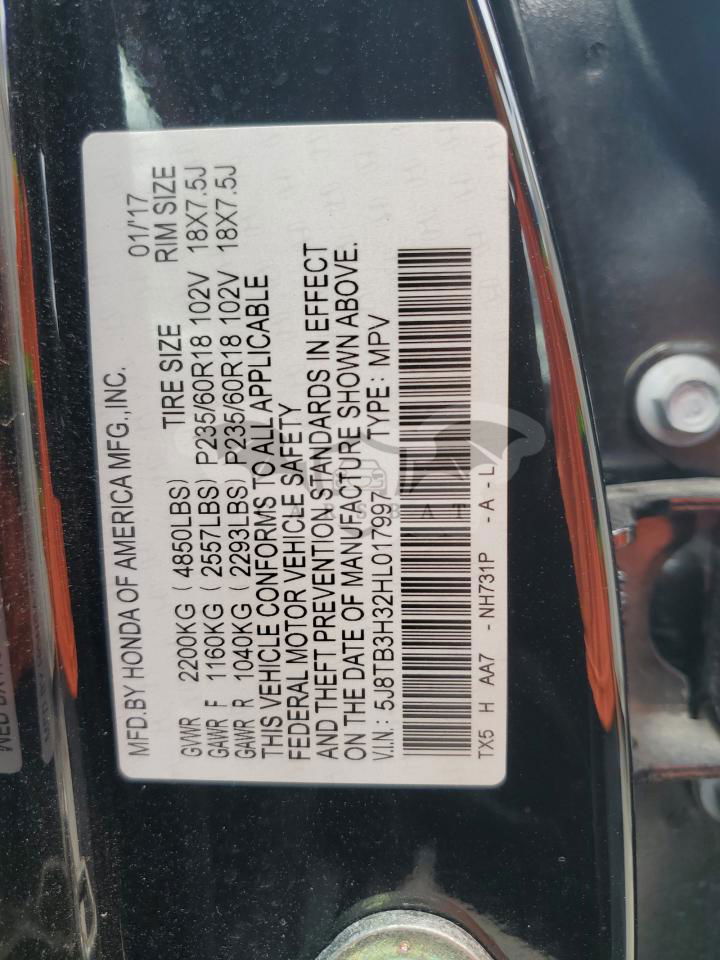 MFD.BY HONDA OF AMERICA MFG.,INC. 01/'17
TIRE SIZE RIM SIZE
GVWR 2200KG ( 4850LBS)
GAWR F 1160KG ( 2557LBS) P235/60R18 102V 18X7.5J
GAWR R 1040KG ( 2293LBS) P235/60R18 102V 18X7.5J
THIS VEHICLE CONFORMS TO ALL APPLICABLE
FEDERAL MOTOR VEHICLE SAFETY
AND THEFT PREVENTION STANDARDS IN EFFECT
ON THE DATE OF MANUFACTURE SHOWN ABOVE.
V.I.N.: 5J8TB3H32HL017997 TYPE: MPV
TX5 H AA7 - NH731P - A - L